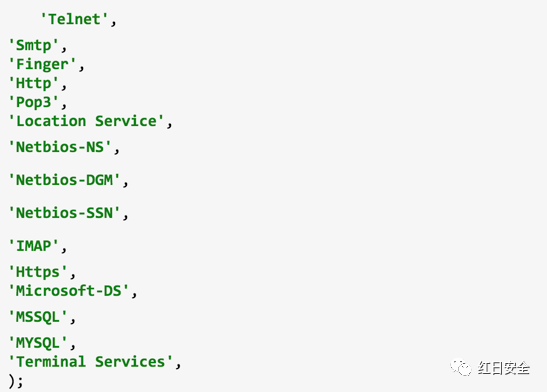 'Telnet',
'Smtp',
'Finger',
'Http',
'Pop3',
'Location Service',
'Netbios-NS',
'Netbios-DGM',
'Netbios-SSN',
'IMAP',
'Https',
'Microsoft-DS',
'MSSQL',
'MYSQL',
'Terminal Services',
);
红日安全